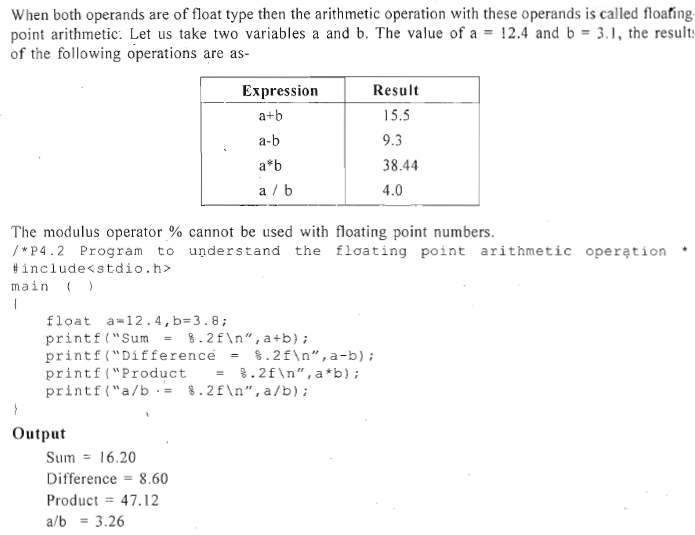 When both operands are of float type then the arithmetic operation with these operands is called floating
point arithmetic. Let us take two variables a and b. The value of a = 12.4 and b = 3.1, the results
of the following operations are as-
Expression Result
a+b 15.5
a-b 9.3
a*b 38.44
a / b 4.0
The modulus operator % cannot be used with floating point numbers.
/*P4.2 Program to understand the floating point arithmetic operation *
#include<stdio.h>
main ( )
{
float a=12.4,b=3.8;
printf("Sum = %.2f\n",a+b);
printf("Difference = %.2f\n",a-b);
printf("Product = %.2f\n",a*b);
printf("a/b = %.2f\n",a/b);
}
Output
Sum = 16.20
Difference = 8.60
Product = 47.12
a/b = 3.26